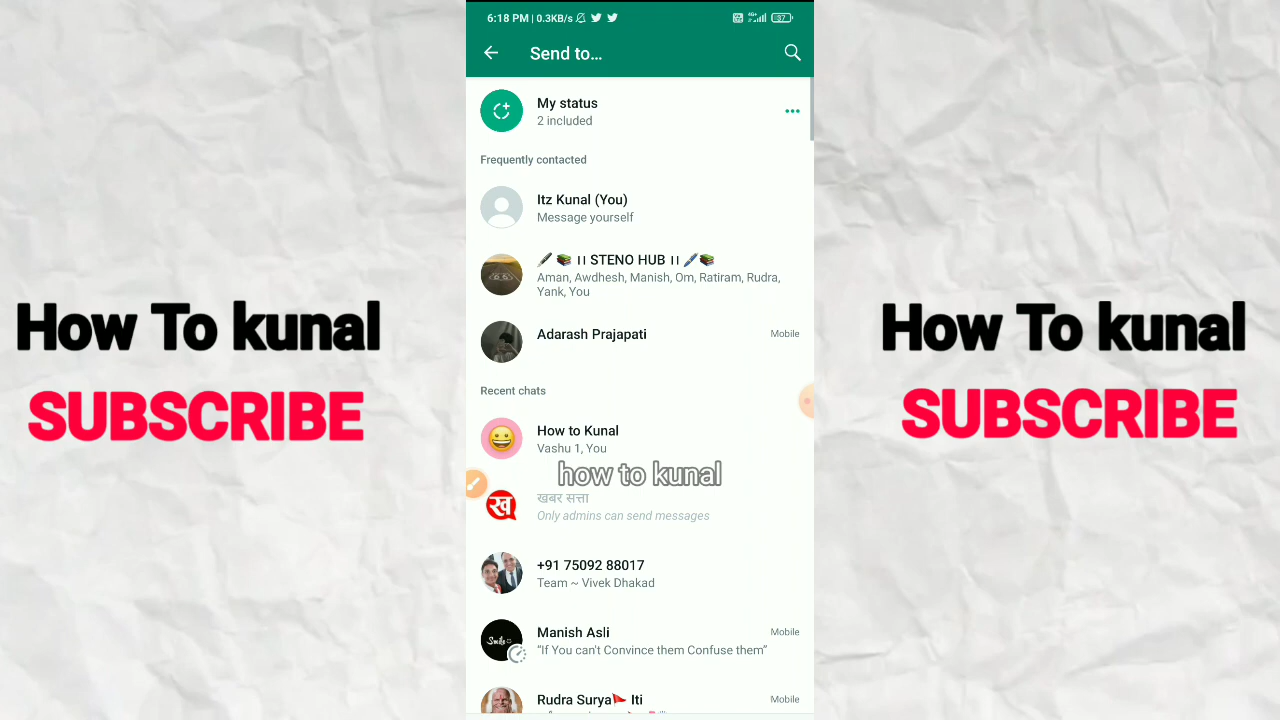 6:18 PM | 0.3KB/s
4G+
87
Send to...
My status
2 included
Frequently contacted
Itz Kunal (You)
Message yourself
STENO HUB
Aman, Awdhesh, Manish, Om, Ratiram, Rudra,
Yank, You
Adarash Prajapati
Mobile
Recent chats
How to Kunal
Vashu 1, You
how to kunal
ख
खबर सत्ता
Only admins can send messages
+91 75092 88017
Team ~ Vivek Dhakad
Smile
Manish Asli
Mobile
“If You can't Convince them Confuse them”
Rudra Surya🚩 Iti
Mobile
How To kunal
SUBSCRIBE
How To kunal
SUBSCRIBE